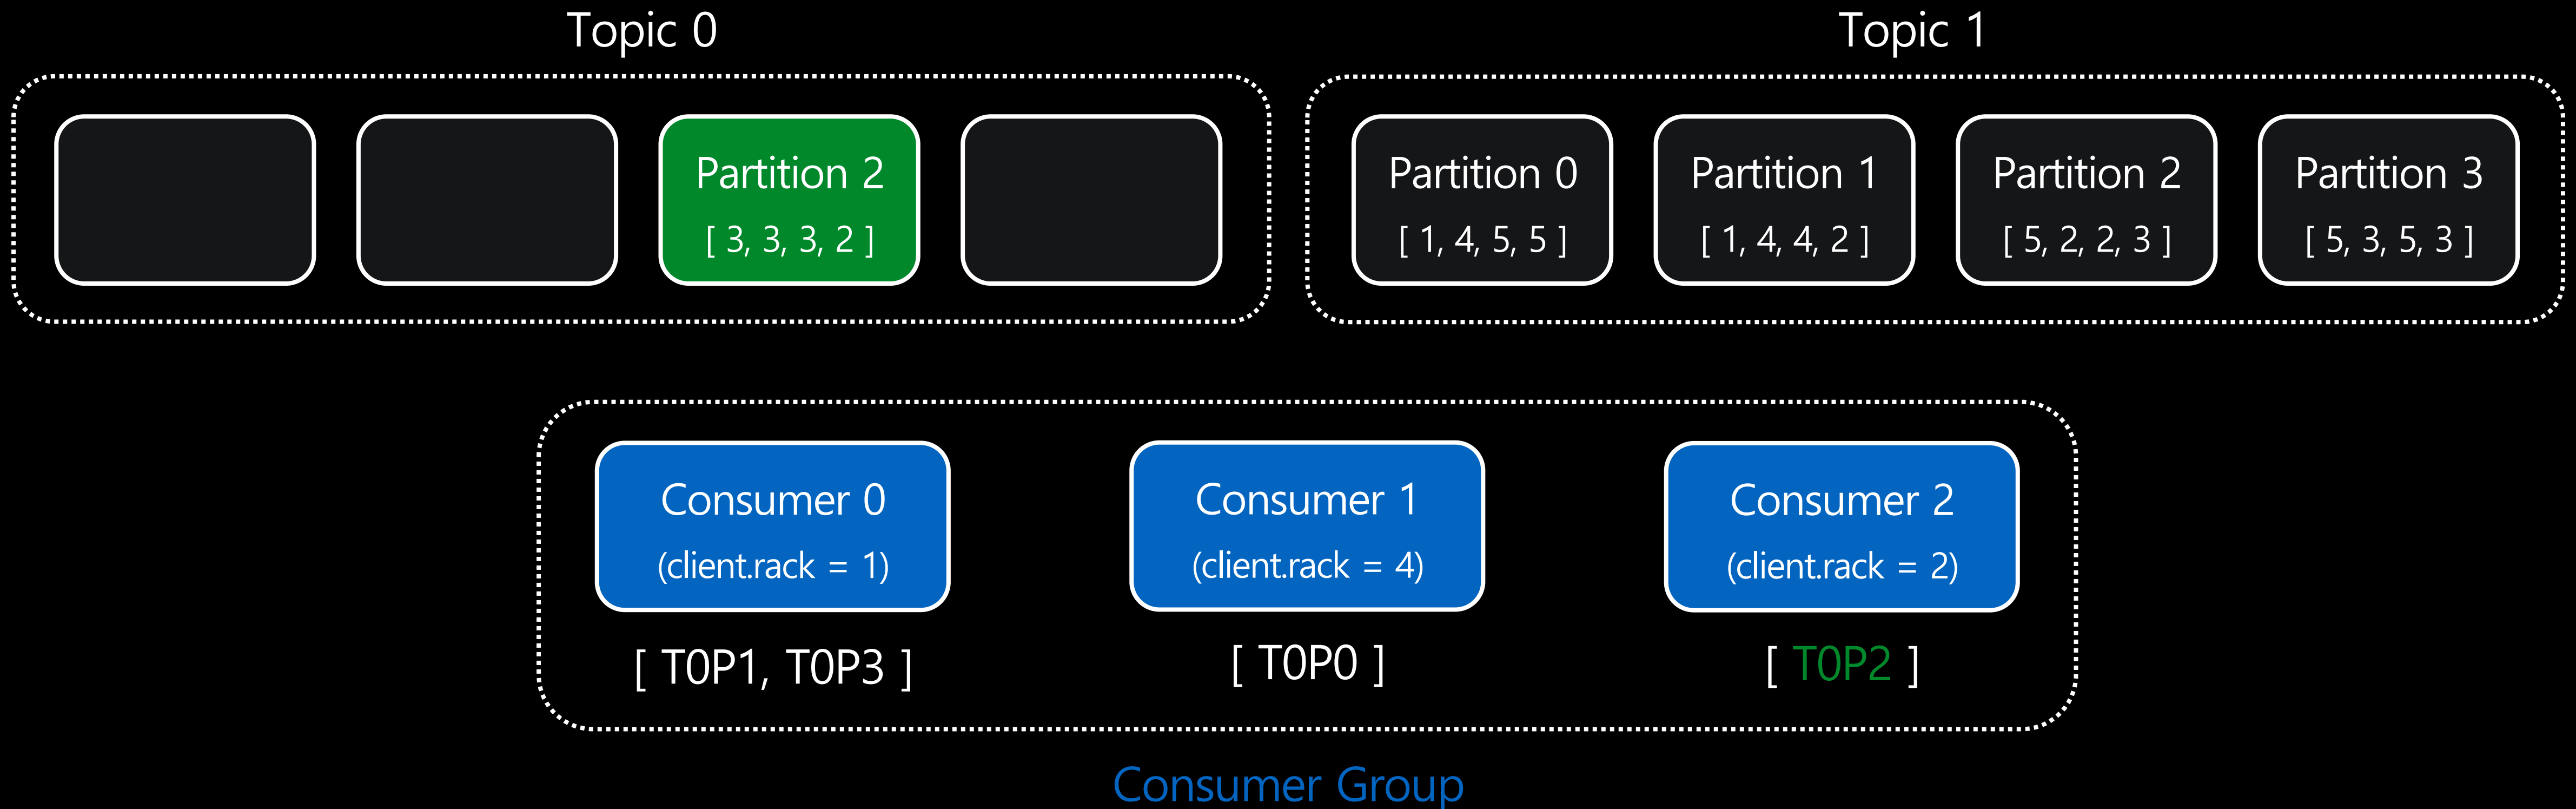 Topic 0
Topic 1
Partition 2
[ 3, 3, 3, 2 ]
Partition 0
[ 1, 4, 5, 5 ]
Partition 1
[ 1, 4, 4, 2 ]
Partition 2
[ 5, 2, 2, 3 ]
Partition 3
[ 5, 3, 5, 3 ]
Consumer 0
(client.rack = 1)
Consumer 1
(client.rack = 4)
Consumer 2
(client.rack = 2)
[ T0P1, T0P3 ]
[ T0P0 ]
[ T0P2 ]
Consumer Group